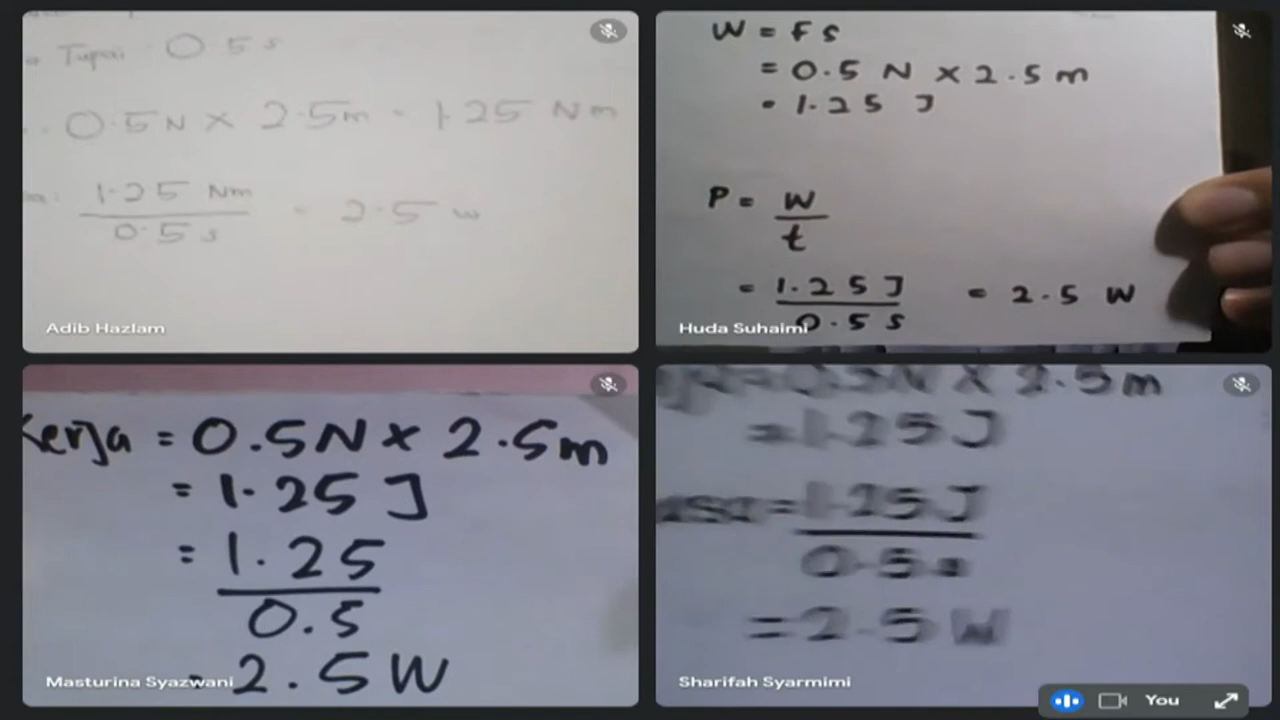 Tupai 0.5 s
0.5 N × 2.5 m = 1.25 Nm
1.25 Nm
0.5 s
= 2.5 w
Adib Hazlam
W = F s
= 0.5 N × 2.5 m
= 1.25 J
P = W
t
= 1.25 J
0.5 s
= 2.5 W
Huda Suhaimi
Kerja = 0.5 N × 2.5 m
= 1.25 J
= 1.25
0.5
= 2.5 W
Masturina Syazwani
= 0.5 N × 2.5 m
= 1.25 J
= 1.25 J
0.5 s
= 2.5 W
Sharifah Syarmimi
You